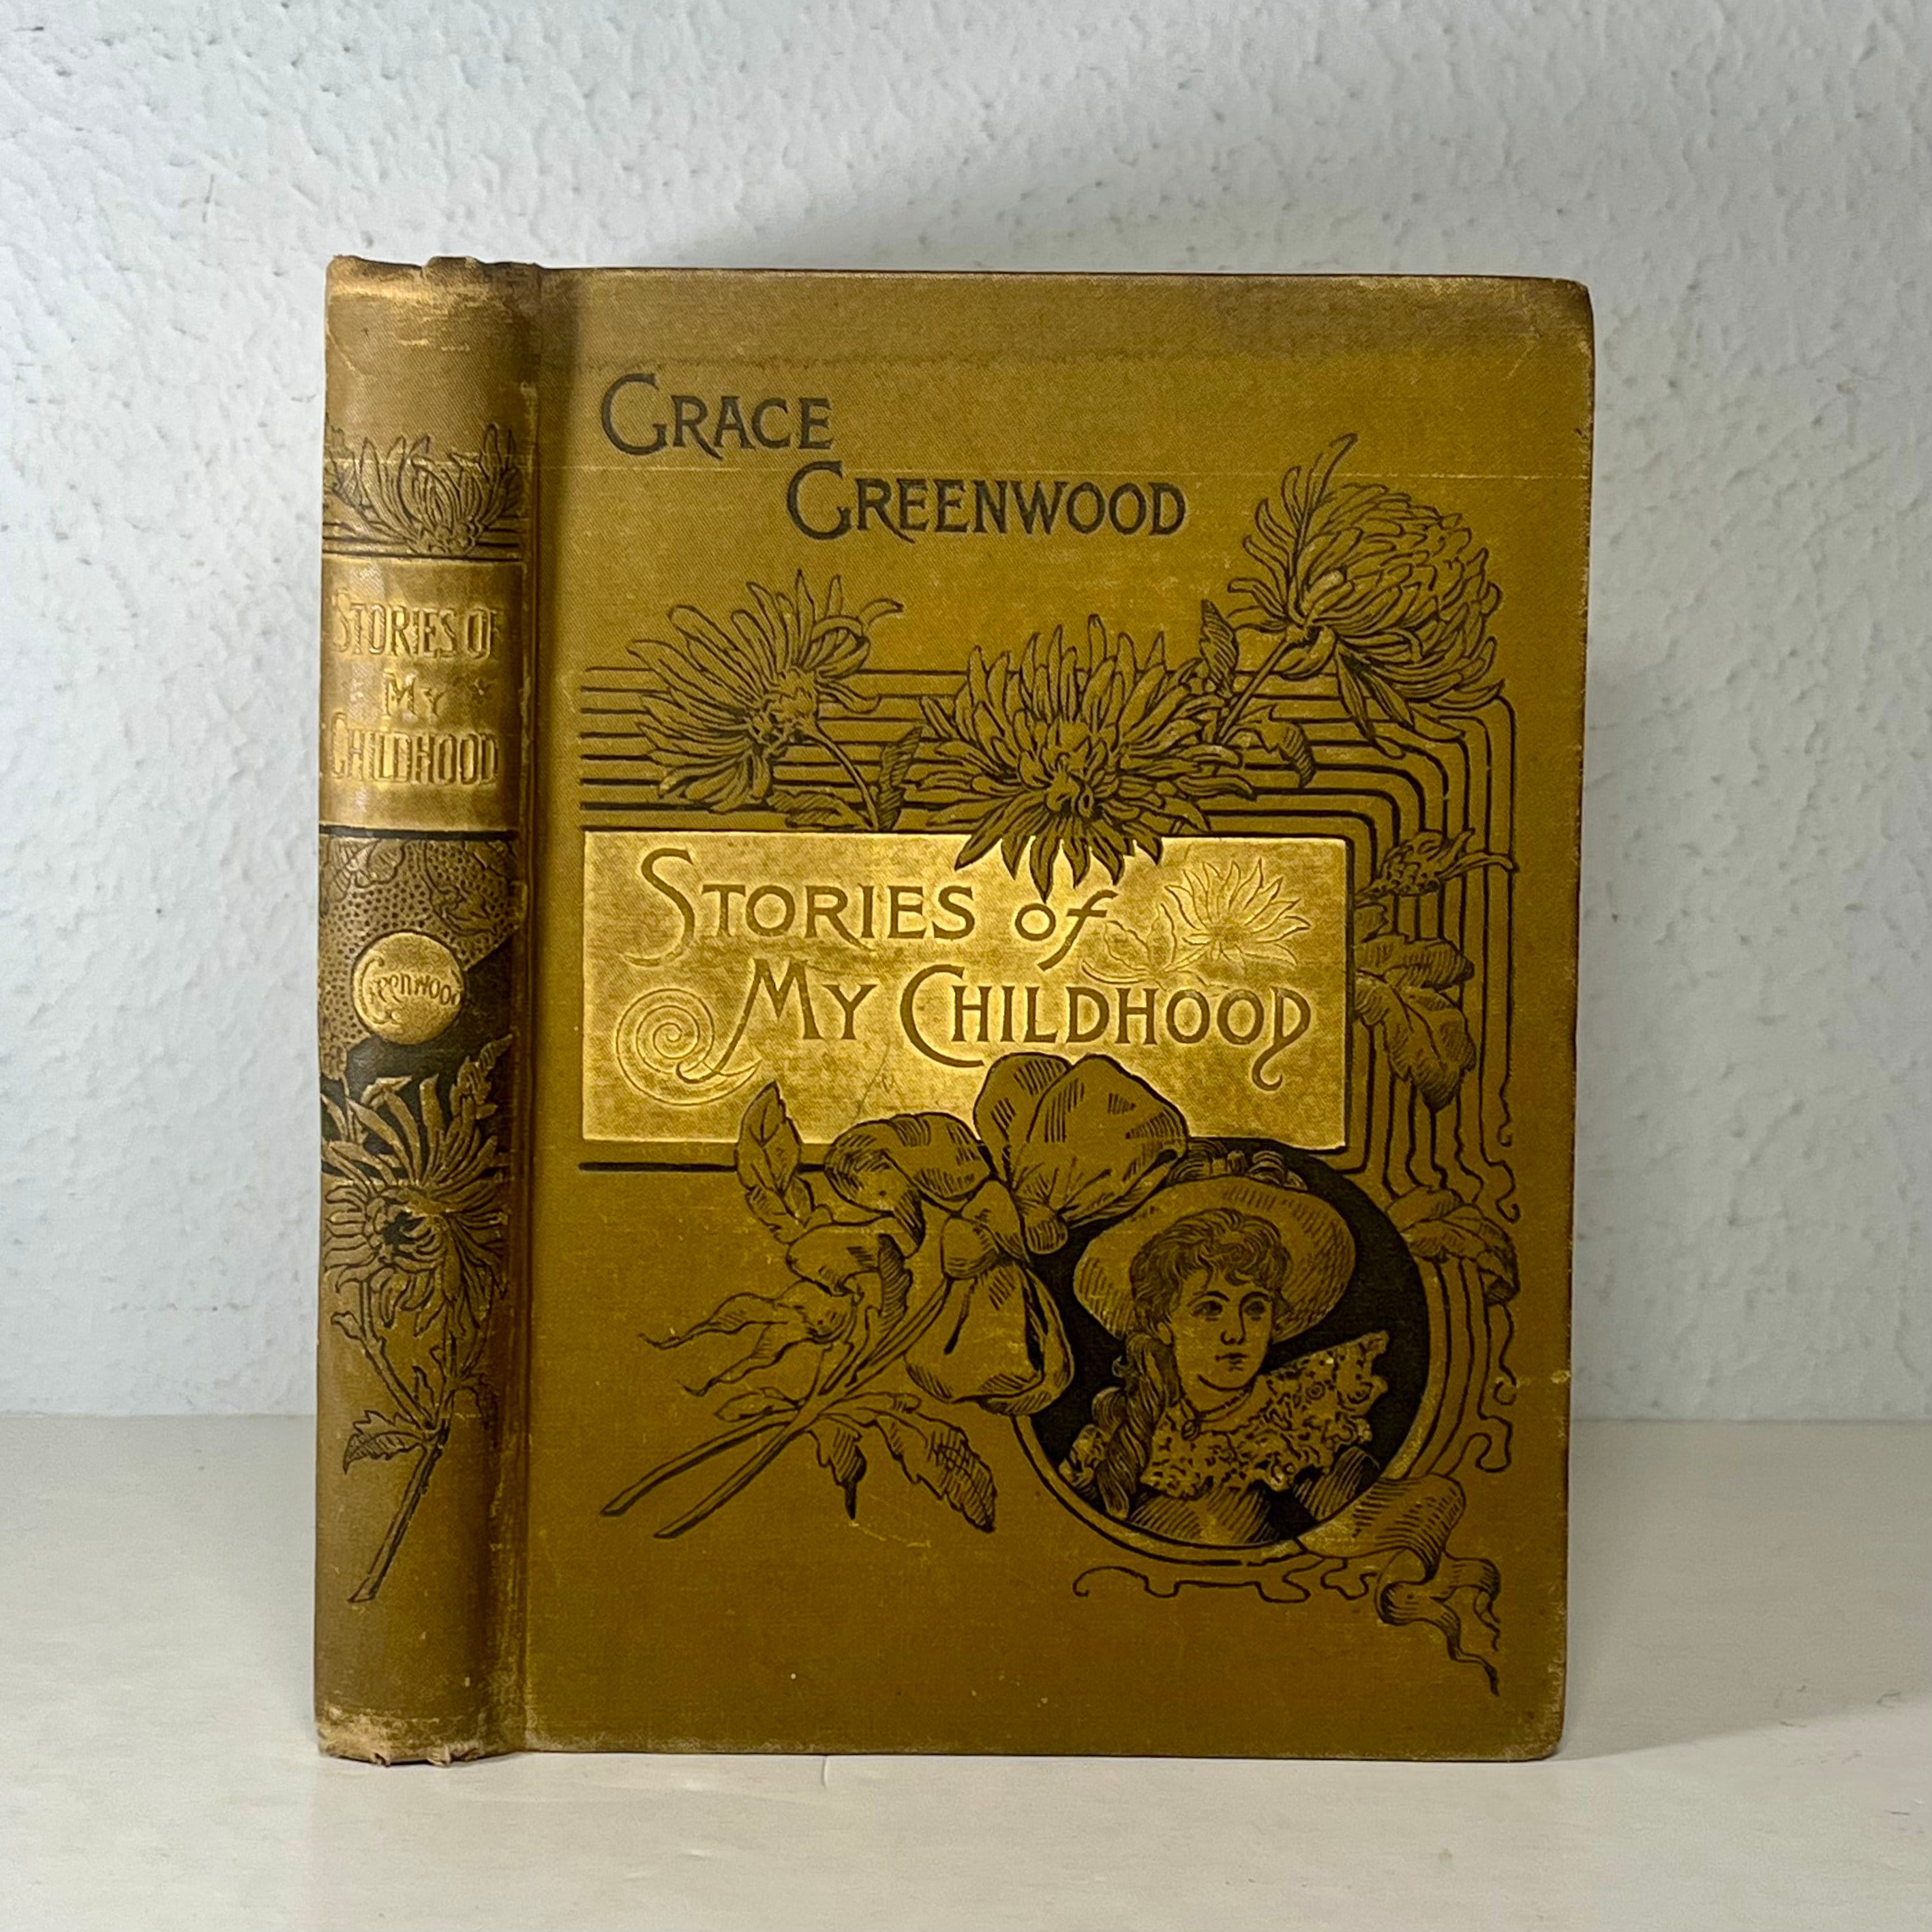 STORIES OF
MY
CHILDHOOD
Greenwood
GRACE
GREENWOOD
STORIES of
MY CHILDHOOD